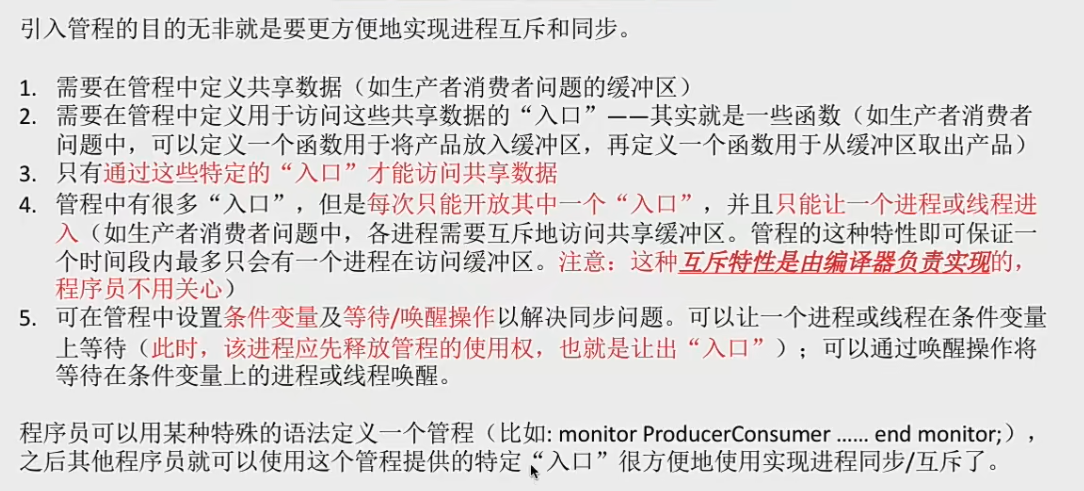 引入管程的目的无非就是要更方便地实现进程互斥和同步。
1. 需要在管程中定义共享数据（如生产者消费者问题的缓冲区）
2. 需要在管程中定义用于访问这些共享数据的“入口”——其实就是一些函数（如生产者消费者
问题中，可以定义一个函数用于将产品放入缓冲区，再定义一个函数用于从缓冲区取出产品）
3. 只有通过这些特定的“入口”才能访问共享数据
4. 管程中有很多“入口”，但是每次只能开放其中一个“入口”，并且只能让一个进程或线程进
入（如生产者消费者问题中，各进程需要互斥地访问共享缓冲区。管程的这种特性即可保证一
个时间段内最多只会有一个进程在访问缓冲区。注意：这种互斥特性是由编译器负责实现的，
程序员不用关心）
5. 可在管程中设置条件变量及等待/唤醒操作以解决同步问题。可以让一个进程或线程在条件变量
上等待（此时，该进程应先释放管程的使用权，也就是让出“入口”）；可以通过唤醒操作将
等待在条件变量上的进程或线程唤醒。
程序员可以用某种特殊的语法定义一个管程（比如: monitor ProducerConsumer ...... end monitor;），
之后其他程序员就可以使用这个管程提供的特定“入口”很方便地使用实现进程同步/互斥了。